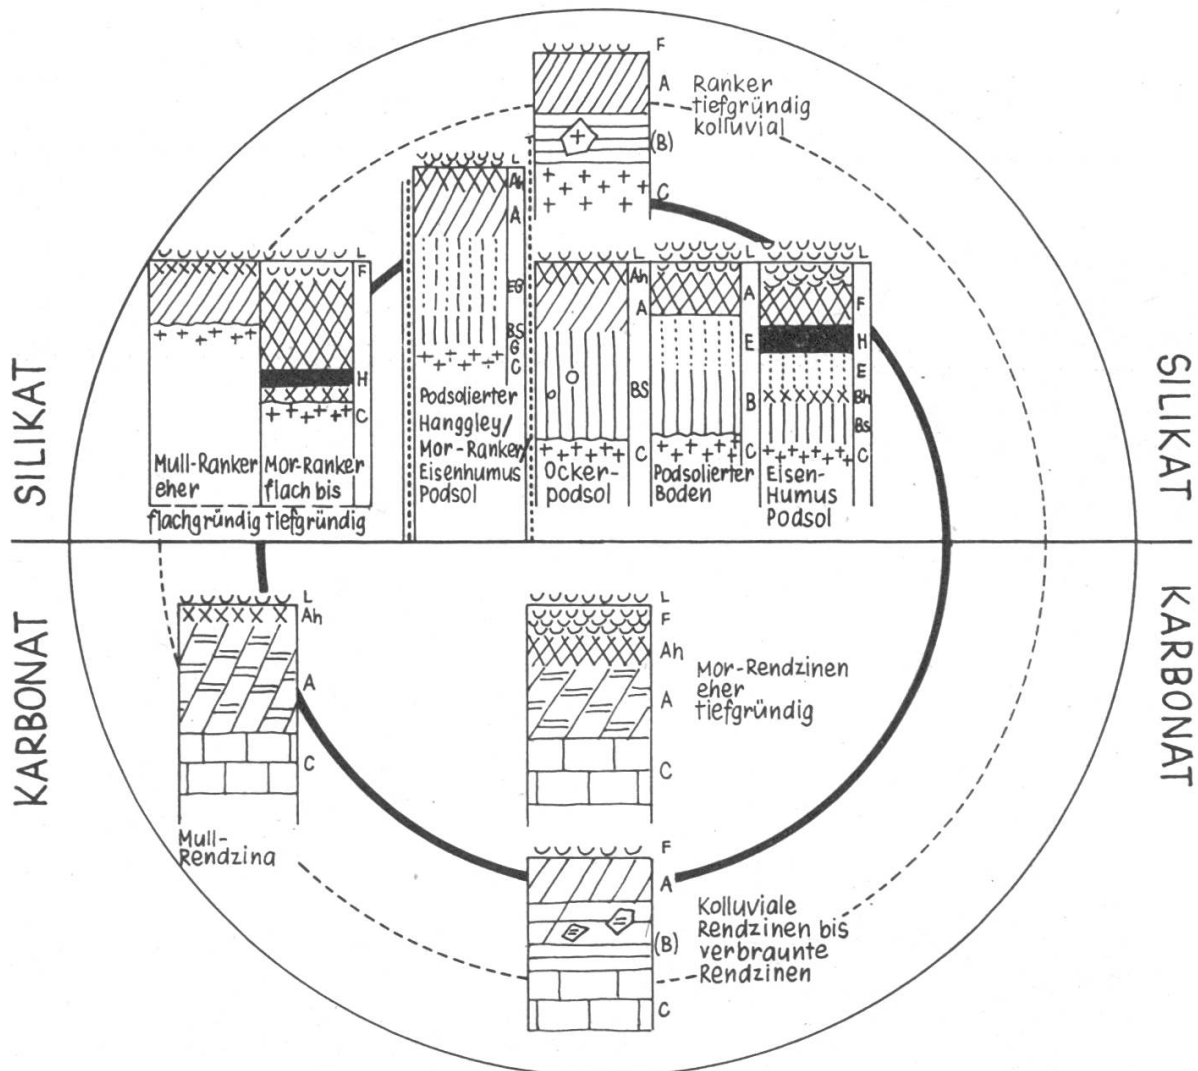 F
A
(B)
C
Ranker
tiefgründig
kolluvial
L
Ah
A
EG
BS
G
C
Podsolierter
Hanggley/
Mor-Ranker/
Eisenhumus
Podsol
L
F
H
C
Mull-Ranker
eher
flachgründig
Mor-Ranker
flach bis
tiefgründig
L
Ah
A
BS
C
Ocker-
podsol
L
A
E
B
C
Podsolierter
Boden
L
F
H
E
Bh
Bs
C
Eisen-
Humus
Podsol
SILIKAT
SILIKAT
KARBONAT
KARBONAT
L
Ah
A
C
Mull-
Rendzina
L
F
Ah
A
C
Mor-Rendzinen
eher
tiefgründig
F
A
(B)
C
Kolluviale
Rendzinen bis
verbraunte
Rendzinen